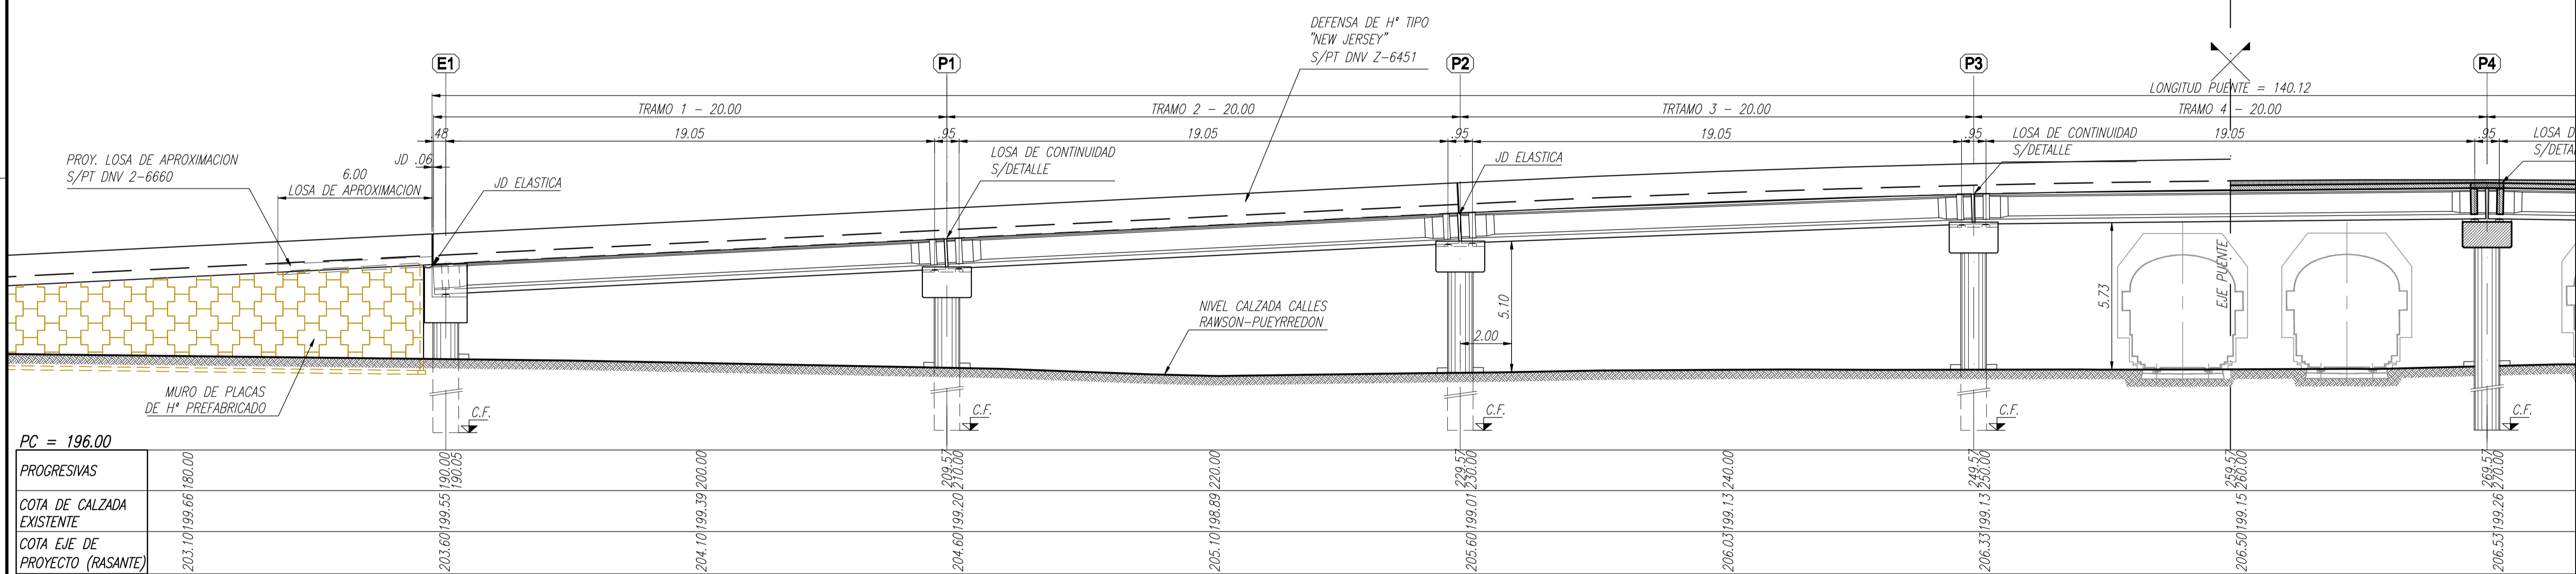 DEFENSA DE Hº TIPO
"NEW JERSEY"
S/PT DNV Z-6451
E1
P1
P2
P3
P4
LONGITUD PUENTE = 140.12
TRAMO 1 - 20.00
TRAMO 2 - 20.00
TRTAMO 3 - 20.00
TRAMO 4 - 20.00
.48
19.05
.95
19.05
.95
19.05
.95
19.05
.95
PROY. LOSA DE APROXIMACION
S/PT DNV 2-6660
JD .06
6.00
LOSA DE APROXIMACION
JD ELASTICA
LOSA DE CONTINUIDAD
S/DETALLE
JD ELASTICA
LOSA DE CONTINUIDAD
S/DETALLE
LOSA D
S/DETAL
NIVEL CALZADA CALLES
RAWSON-PUEYRREDON
5.10
2.00
5.73
EJE PUENTE
MURO DE PLACAS
DE Hº PREFABRICADO
C.F.
C.F.
C.F.
C.F.
C.F.
PC = 196.00
PROGRESIVAS
180.00
190.00
190.05
200.00
209.57
210.00
220.00
229.57
230.00
240.00
249.57
250.00
259.57
260.00
269.57
270.00
COTA DE CALZADA
EXISTENTE
199.66
199.55
199.39
199.20
198.89
199.01
199.13
199.13
199.15
199.26
COTA EJE DE
PROYECTO (RASANTE)
203.10
203.60
204.10
204.60
205.10
205.60
206.03
206.33
206.50
206.53